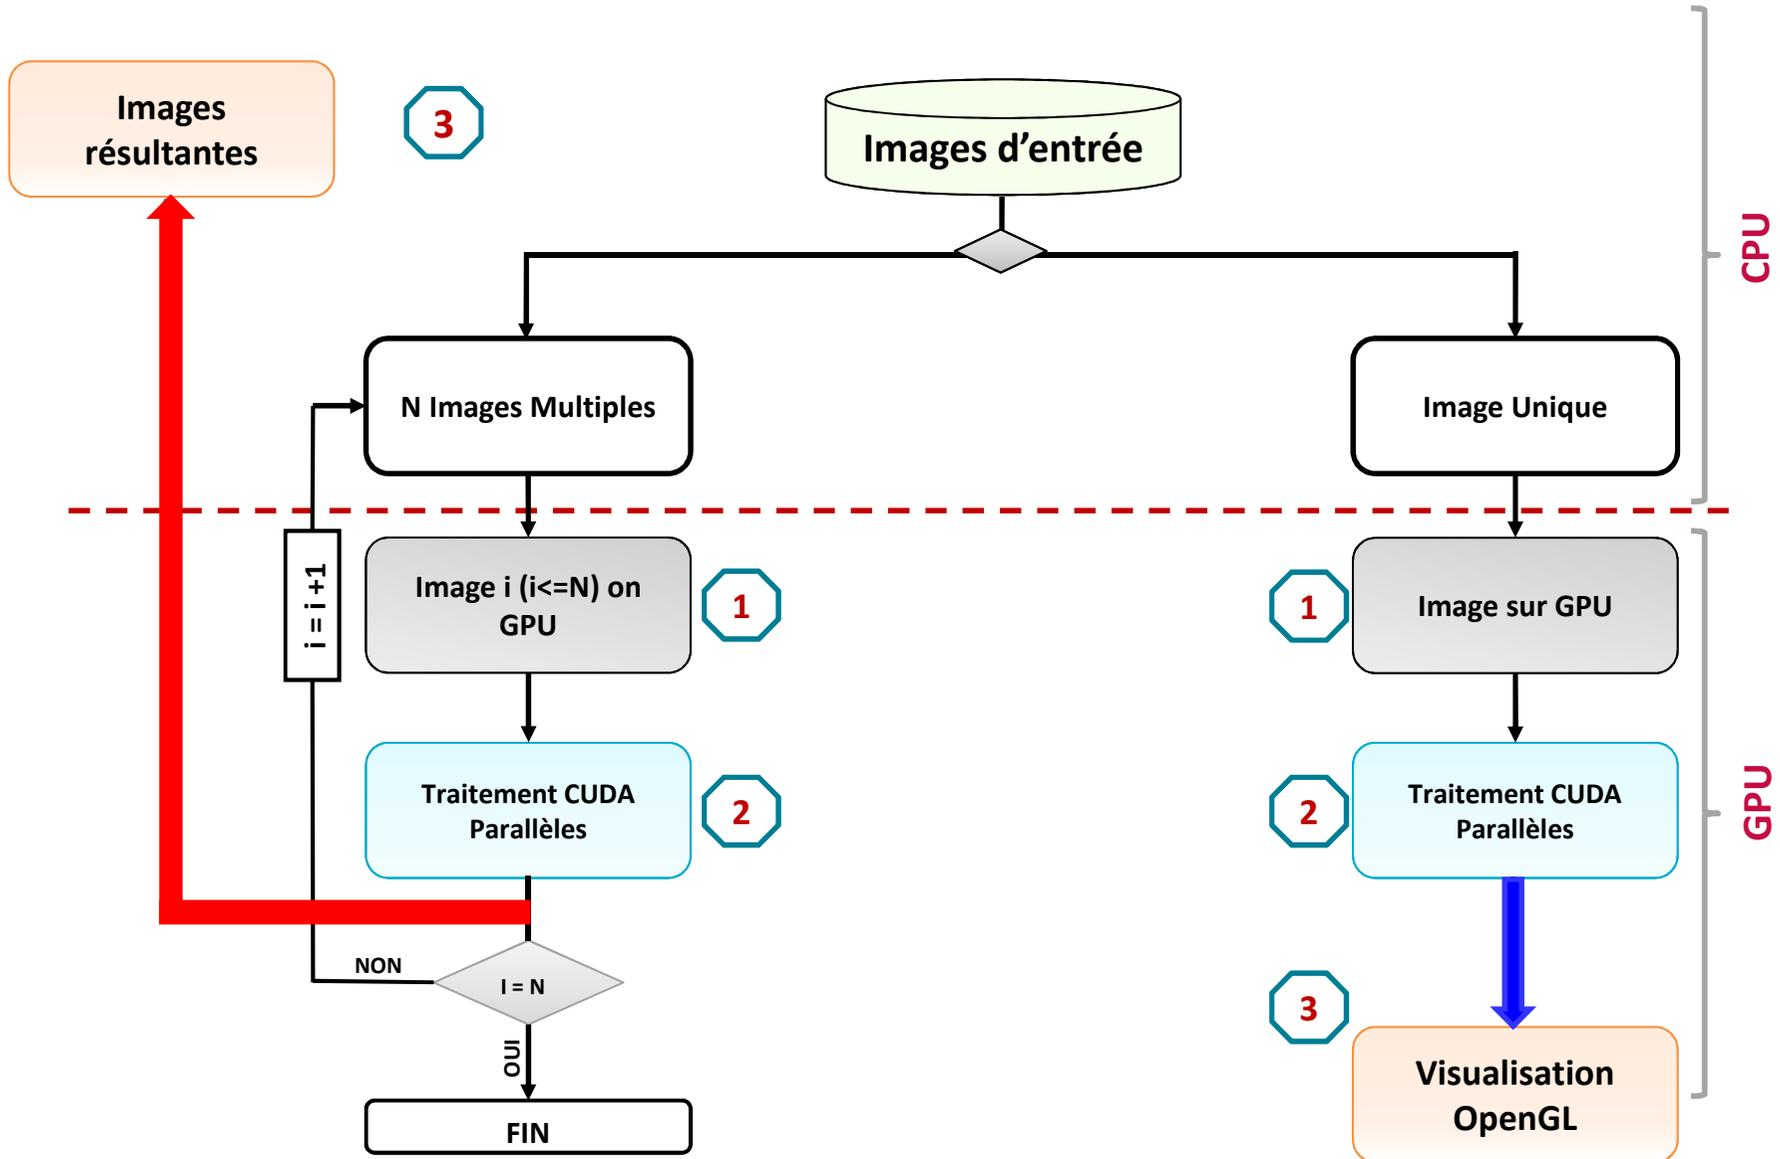 Images
résultantes
3
Images d’entrée
CPU
N Images Multiples
Image Unique
i = i +1
Image i (i<=N) on
GPU
1
1
Image sur GPU
Traitement CUDA
Parallèles
2
2
Traitement CUDA
Parallèles
GPU
NON
I = N
3
OUI
Visualisation
OpenGL
FIN